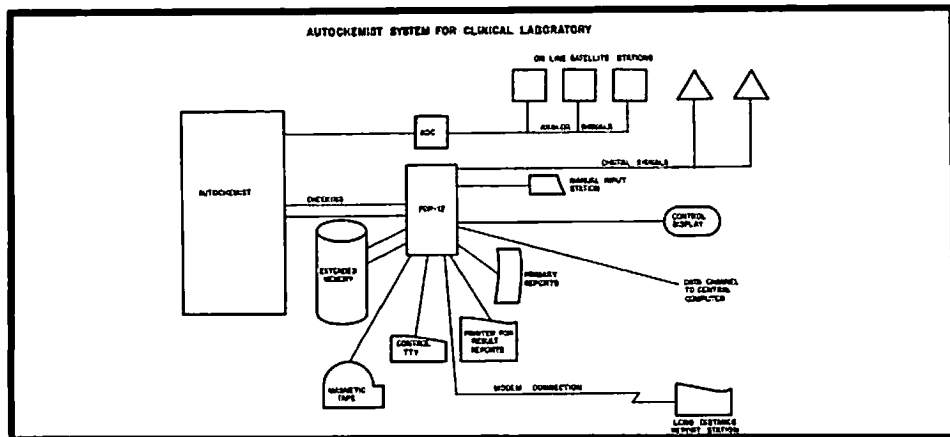 AUTOCHEMIST SYSTEM FOR CLINICAL LABORATORY
ON LINE SATELLITE STATIONS
ADC
ANALOG SIGNALS
DIGITAL SIGNALS
AUTOCHEMIST
CHECKING
PDP-12
MANUAL INPUT
STATION
CONTROL
DISPLAY
EXTENDED
MEMORY
PRIMARY
REPORTS
DATA CHANNEL
TO CENTRAL
COMPUTER
CONTROL
TTY
PRINTER FOR
RESULT
REPORTS
MAGNETIC
TAPE
MODEM CONNECTION
LONG DISTANCE
REPORT STATION